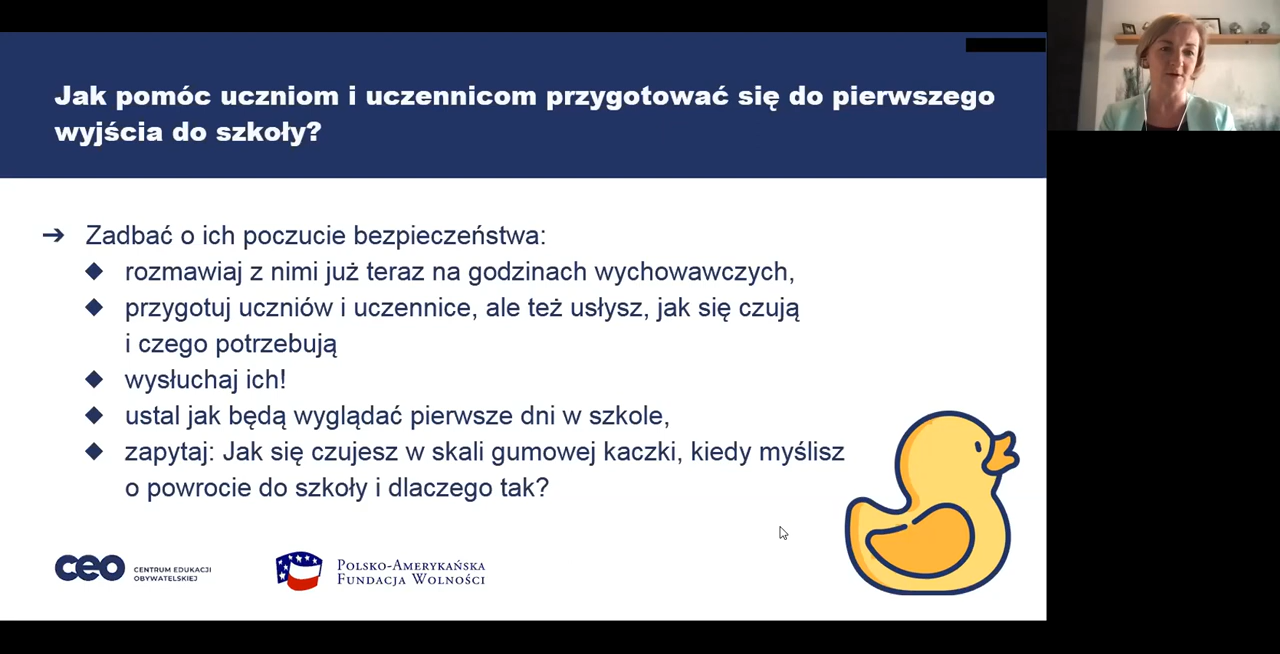 Jak pomóc uczniom i uczennicom przygotować się do pierwszego
wyjścia do szkoły?
➔ Zadbać o ich poczucie bezpieczeństwa:
◆ rozmawiaj z nimi już teraz na godzinach wychowawczych,
◆ przygotuj uczniów i uczennice, ale też usłysz, jak się czują
i czego potrzebują
◆ wysłuchaj ich!
◆ ustal jak będą wyglądać pierwsze dni w szkole,
◆ zapytaj: Jak się czujesz w skali gumowej kaczki, kiedy myślisz
o powrocie do szkoły i dlaczego tak?
CEO
CENTRUM EDUKACJI
OBYWATELSKIEJ
POLSKO-AMERYKAŃSKA
FUNDACJA WOLNOŚCI